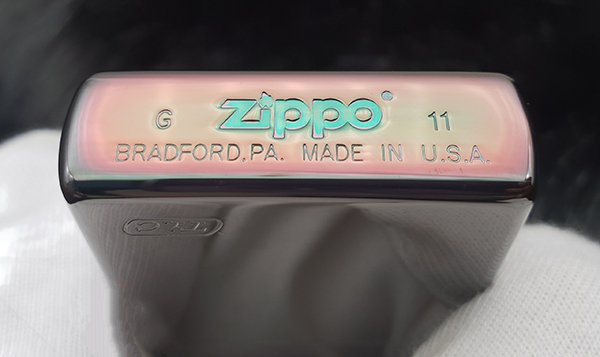 G zippo 11
BRADFORD, PA. MADE IN U.S.A.